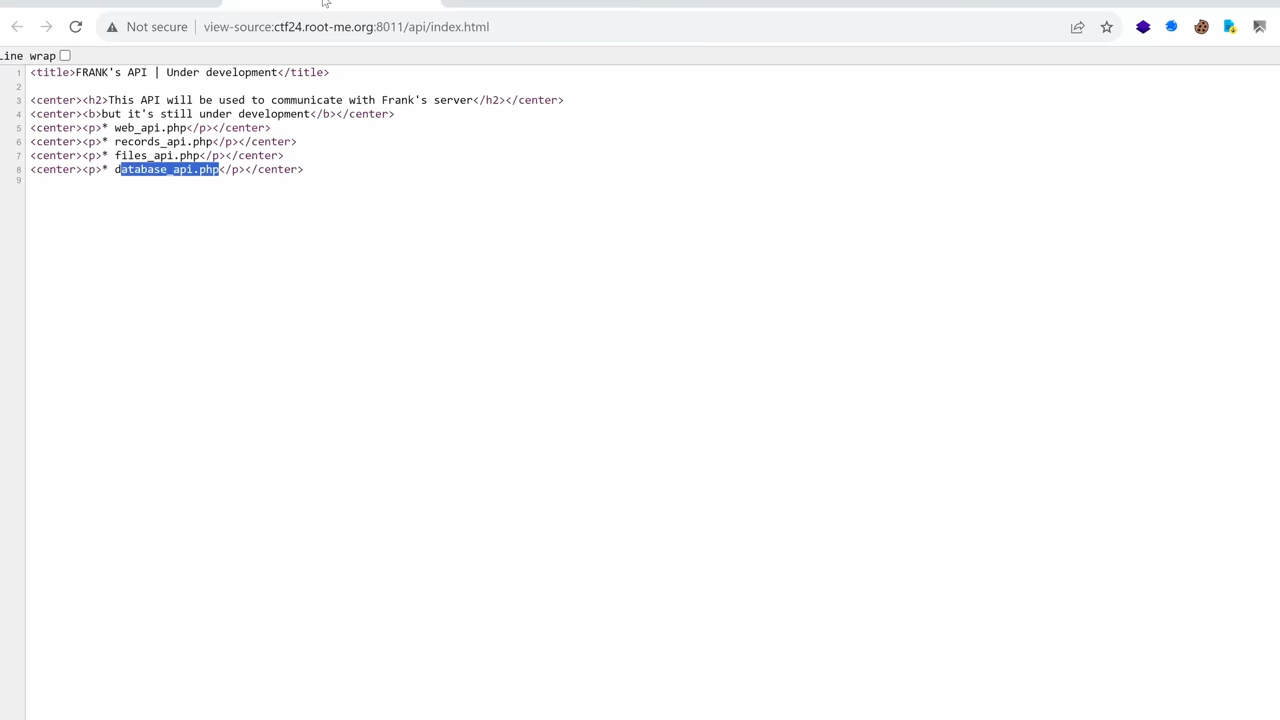 Not secure
view-source:ctf24.root-me.org:8011/api/index.html
Line wrap
1 <title>FRANK's API | Under development</title>
2
3 <center><h2>This API will be used to communicate with Frank's server</h2></center>
4 <center><b>but it's still under development</b></center>
5 <center><p>* web_api.php</p></center>
6 <center><p>* records_api.php</p></center>
7 <center><p>* files_api.php</p></center>
8 <center><p>* database_api.php</p></center>
9